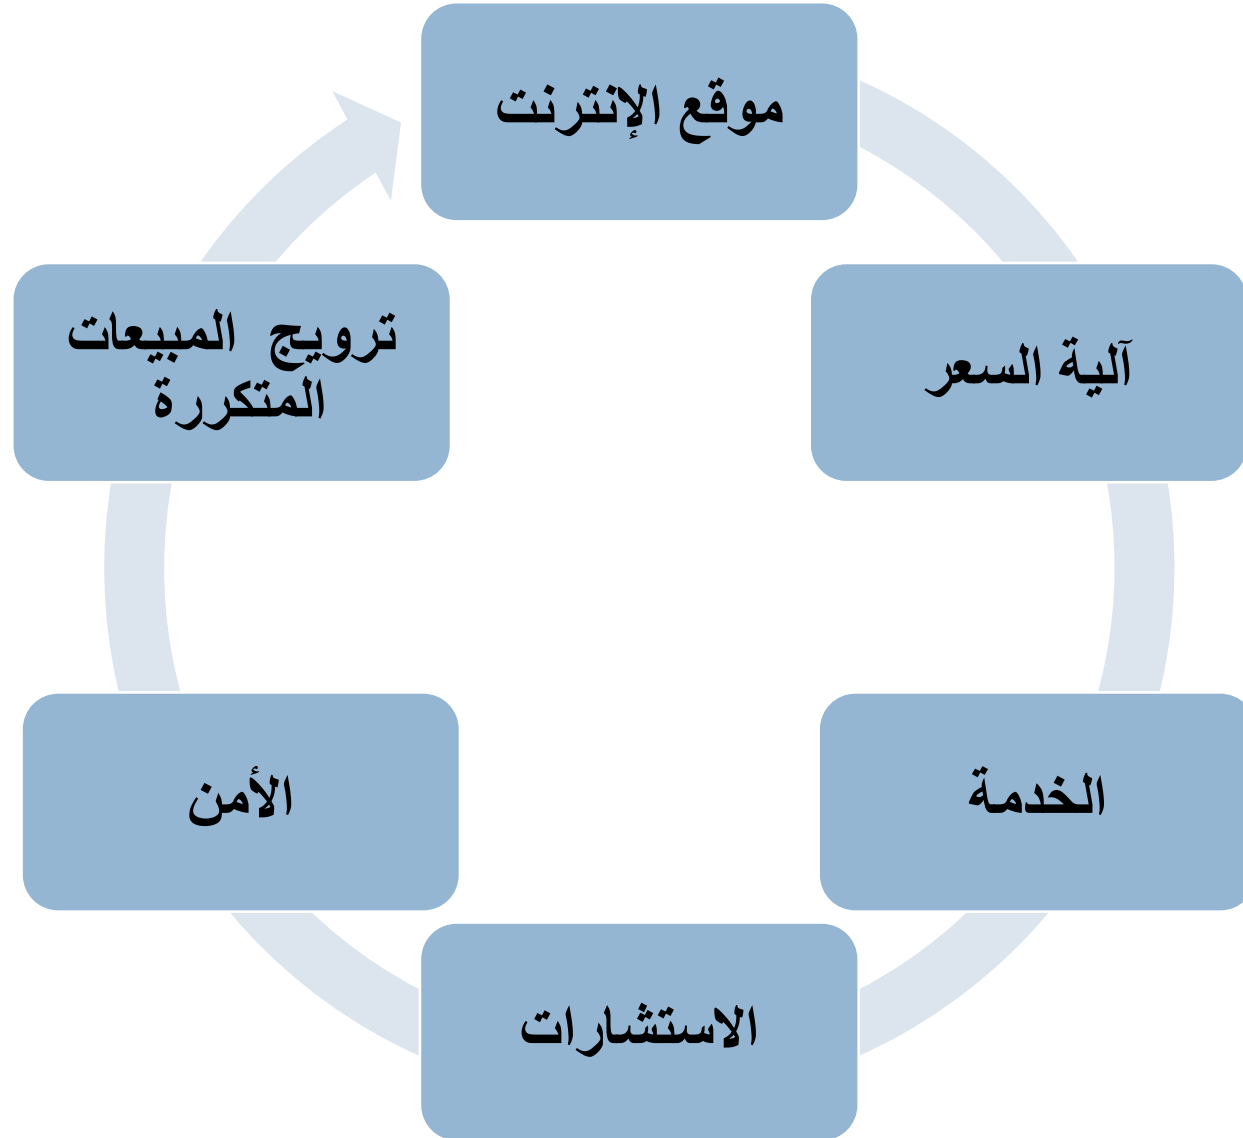 موقع الإنترنت
آلية السعر
الخدمة
الاستشارات
الأمن
ترويج المبيعات
المتكررة